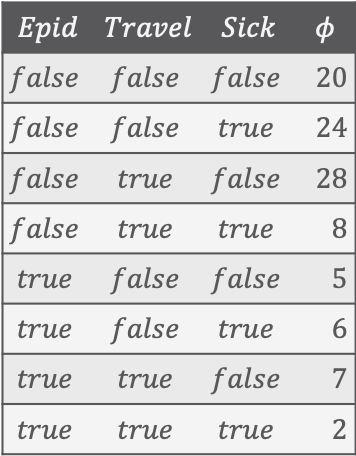 Epid Travel Sick ϕ
false false false 20
false false true 24
false true false 28
false true true 8
true false false 5
true false true 6
true true false 7
true true true 2